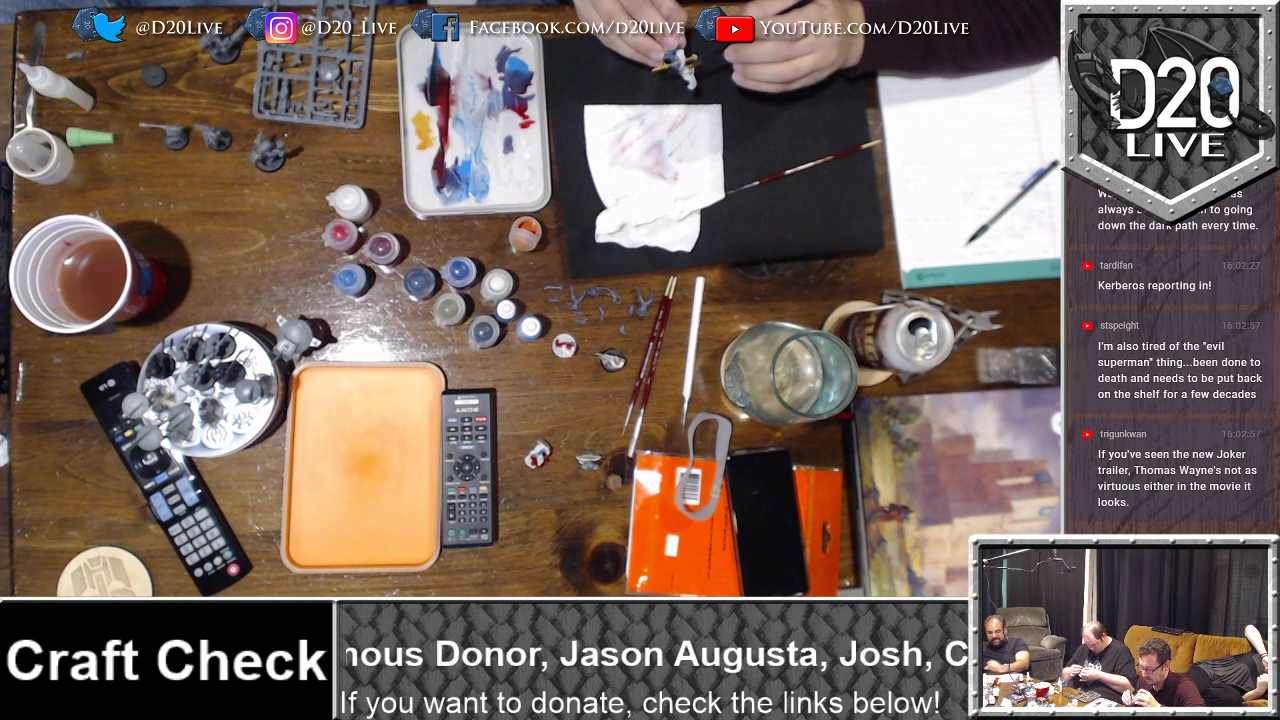 @D20Live
@D20_Live
Facebook.com/D20Live
YouTube.com/D20Live
D20
LIVE
always
to going
down the dark path every time.
tardifan 16:02:27
Kerberos reporting in!
stspeight 16:02:57
I'm also tired of the "evil
superman" thing...been done to
death and needs to be put back
on the shelf for a few decades
trigunkwan 16:02:57
If you've seen the new Joker
trailer, Thomas Wayne's not as
virtuous either in the movie it
looks.
SONY
Craft Check
nous Donor, Jason Augusta, Josh, C
If you want to donate, check the links below!